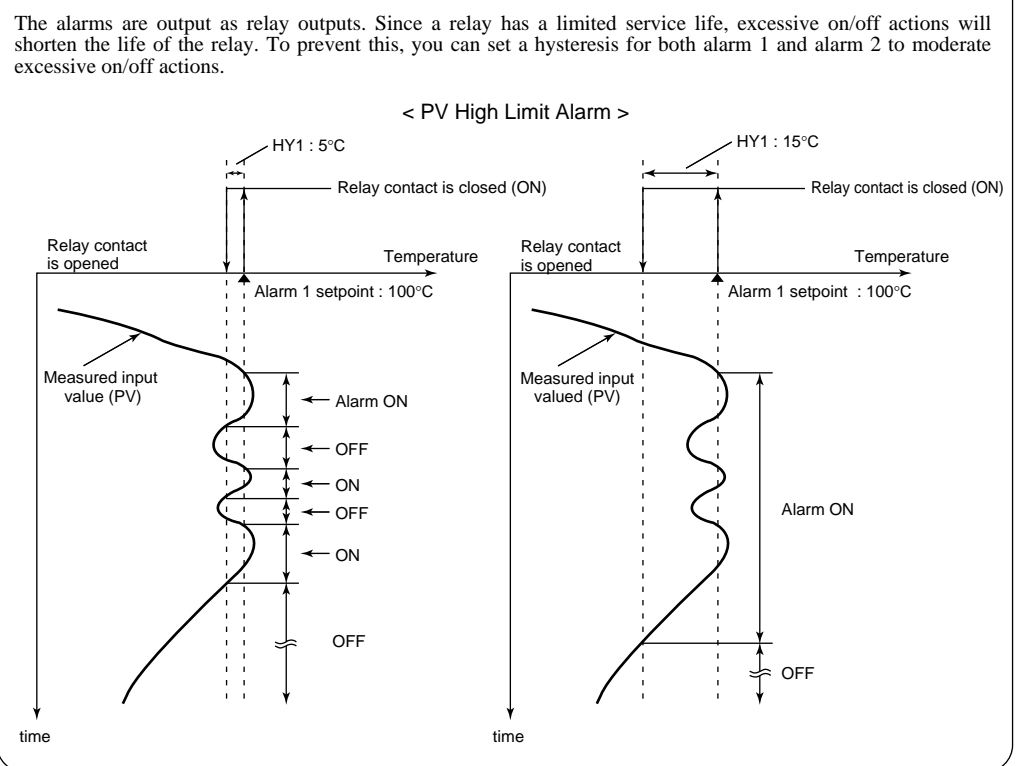 The alarms are output as relay outputs. Since a relay has a limited service life, excessive on/off actions will
shorten the life of the relay. To prevent this, you can set a hysteresis for both alarm 1 and alarm 2 to moderate
excessive on/off actions.
< PV High Limit Alarm >
HY1 : 5°C
Relay contact is closed (ON)
Relay contact
is opened
Temperature
Alarm 1 setpoint : 100°C
Measured input
value (PV)
Alarm ON
OFF
ON
OFF
ON
OFF
time
HY1 : 15°C
Relay contact is closed (ON)
Relay contact
is opened
Temperature
Alarm 1 setpoint : 100°C
Measured input
valued (PV)
Alarm ON
OFF
time